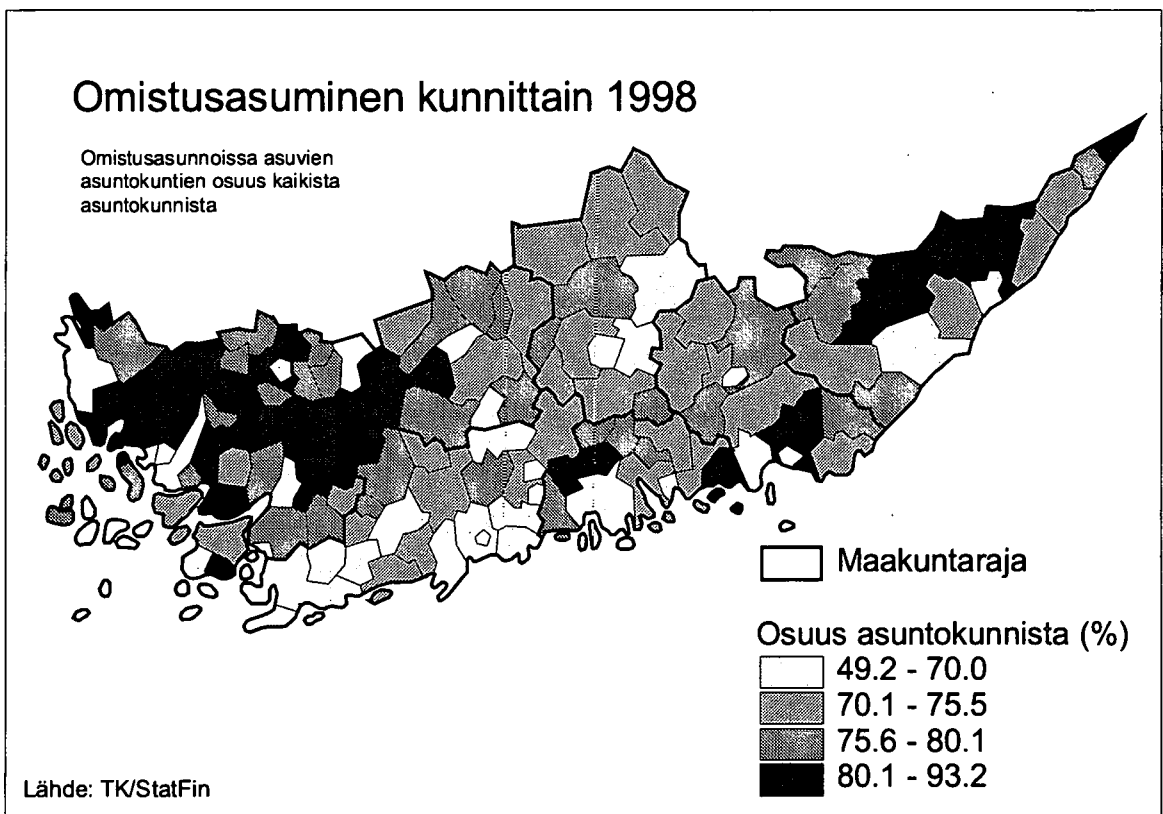 Omistusasuminen kunnittain 1998
Omistusasunnoissa asuvien
asuntokuntien osuus kaikista
asuntokunnista
Maakuntaraja
Osuus asuntokunnista (%)
49.2 - 70.0
70.1 - 75.5
75.6 - 80.1
80.1 - 93.2
Lähde: TK/StatFin